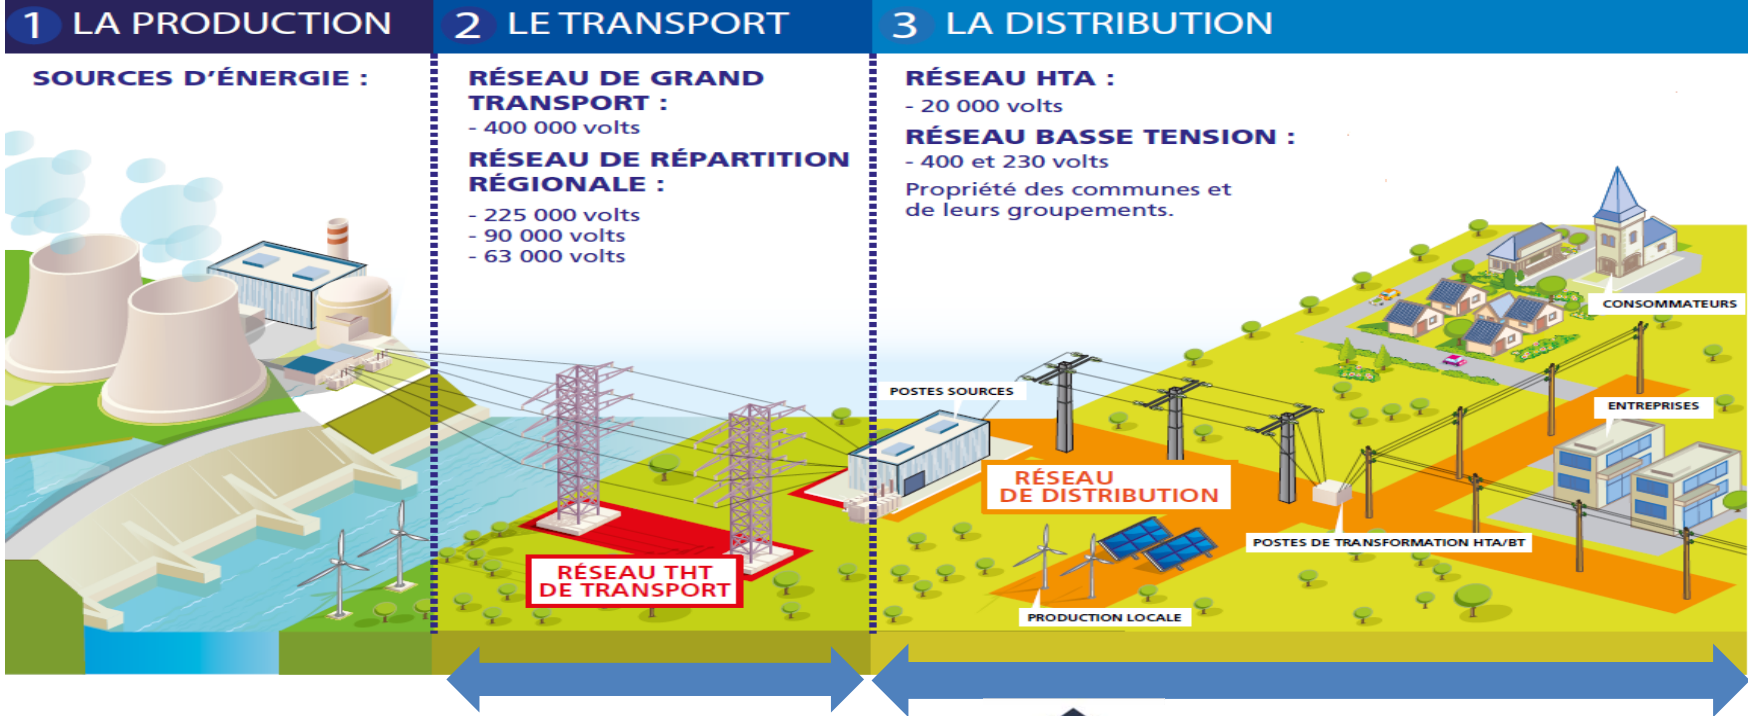 1 LA PRODUCTION
SOURCES D'ÉNERGIE :
2 LE TRANSPORT
RÉSEAU DE GRAND
TRANSPORT :
- 400 000 volts
RÉSEAU DE RÉPARTITION
RÉGIONALE :
- 225 000 volts
- 90 000 volts
- 63 000 volts
3 LA DISTRIBUTION
RÉSEAU HTA :
- 20 000 volts
RÉSEAU BASSE TENSION :
- 400 et 230 volts
Propriété des communes et
de leurs groupements.
CONSOMMATEURS
POSTES SOURCES
ENTREPRISES
RÉSEAU
DE DISTRIBUTION
POSTES DE TRANSFORMATION HTA/BT
RÉSEAU THT
DE TRANSPORT
PRODUCTION LOCALE